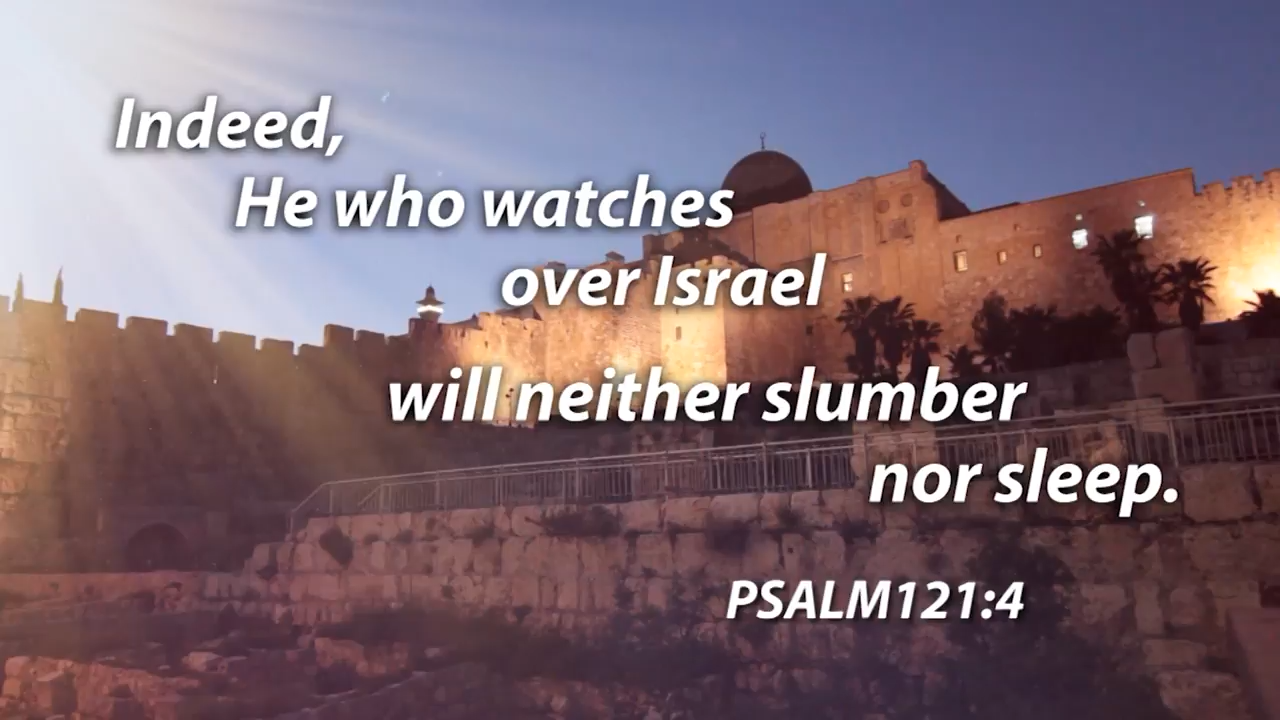 Indeed,
He who watches
over Israel
will neither slumber
nor sleep.
PSALM121:4